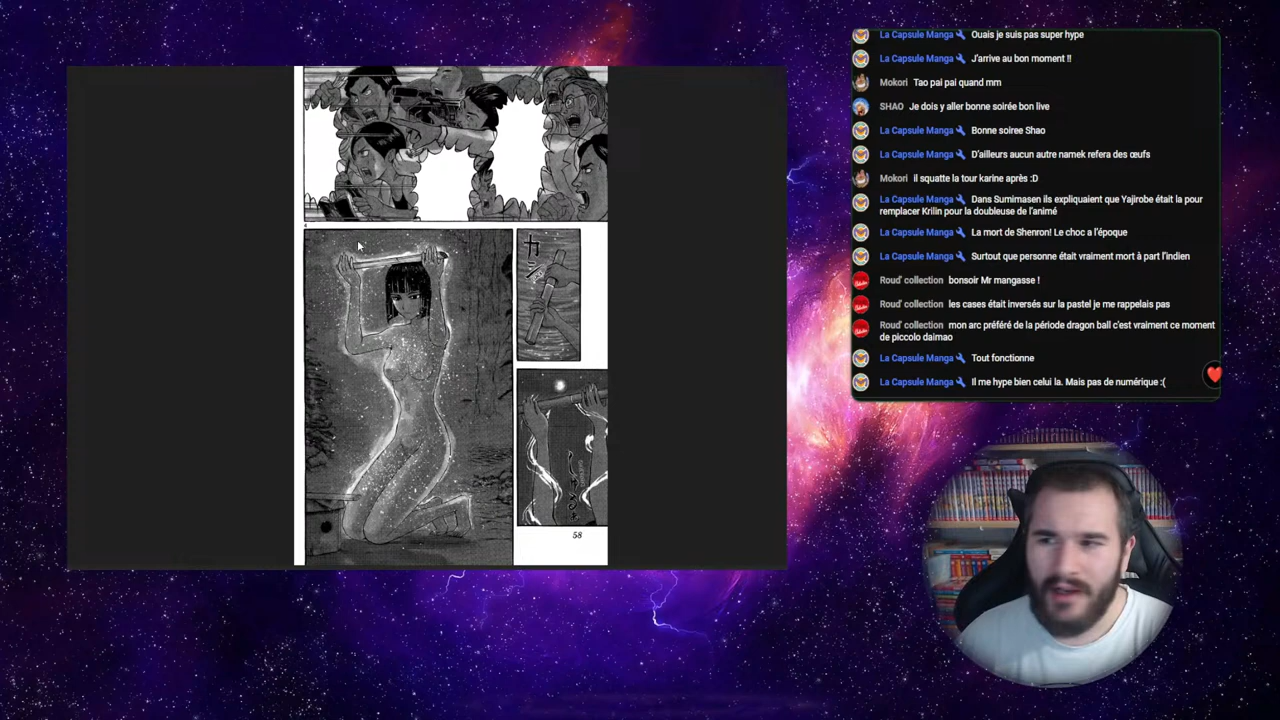 La Capsule Manga Ouais je suis pas super hype
La Capsule Manga J'arrive au bon moment !!
Mokori Tao pai pai quand mm
SHAO Je dois y aller bonne soirée bon live
La Capsule Manga Bonne soiree Shao
La Capsule Manga D'ailleurs aucun autre namek refera des œufs
Mokori il squatte la tour karine après :D
La Capsule Manga Dans Sumimasen ils expliquaient que Yajirobe était la pour
remplacer Krilin pour la doubleuse de l'animé
La Capsule Manga La mort de Shenron! Le choc a l'époque
La Capsule Manga Surtout que personne était vraiment mort à part l'indien
Roud' collection bonsoir Mr mangasse !
Roud' collection les cases était inversés sur la pastel je me rappelais pas
Roud' collection mon arc préféré de la période dragon ball c'est vraiment ce moment
de piccolo daimao
La Capsule Manga Tout fonctionne
La Capsule Manga Il me hype bien celui la. Mais pas de numérique :(
58